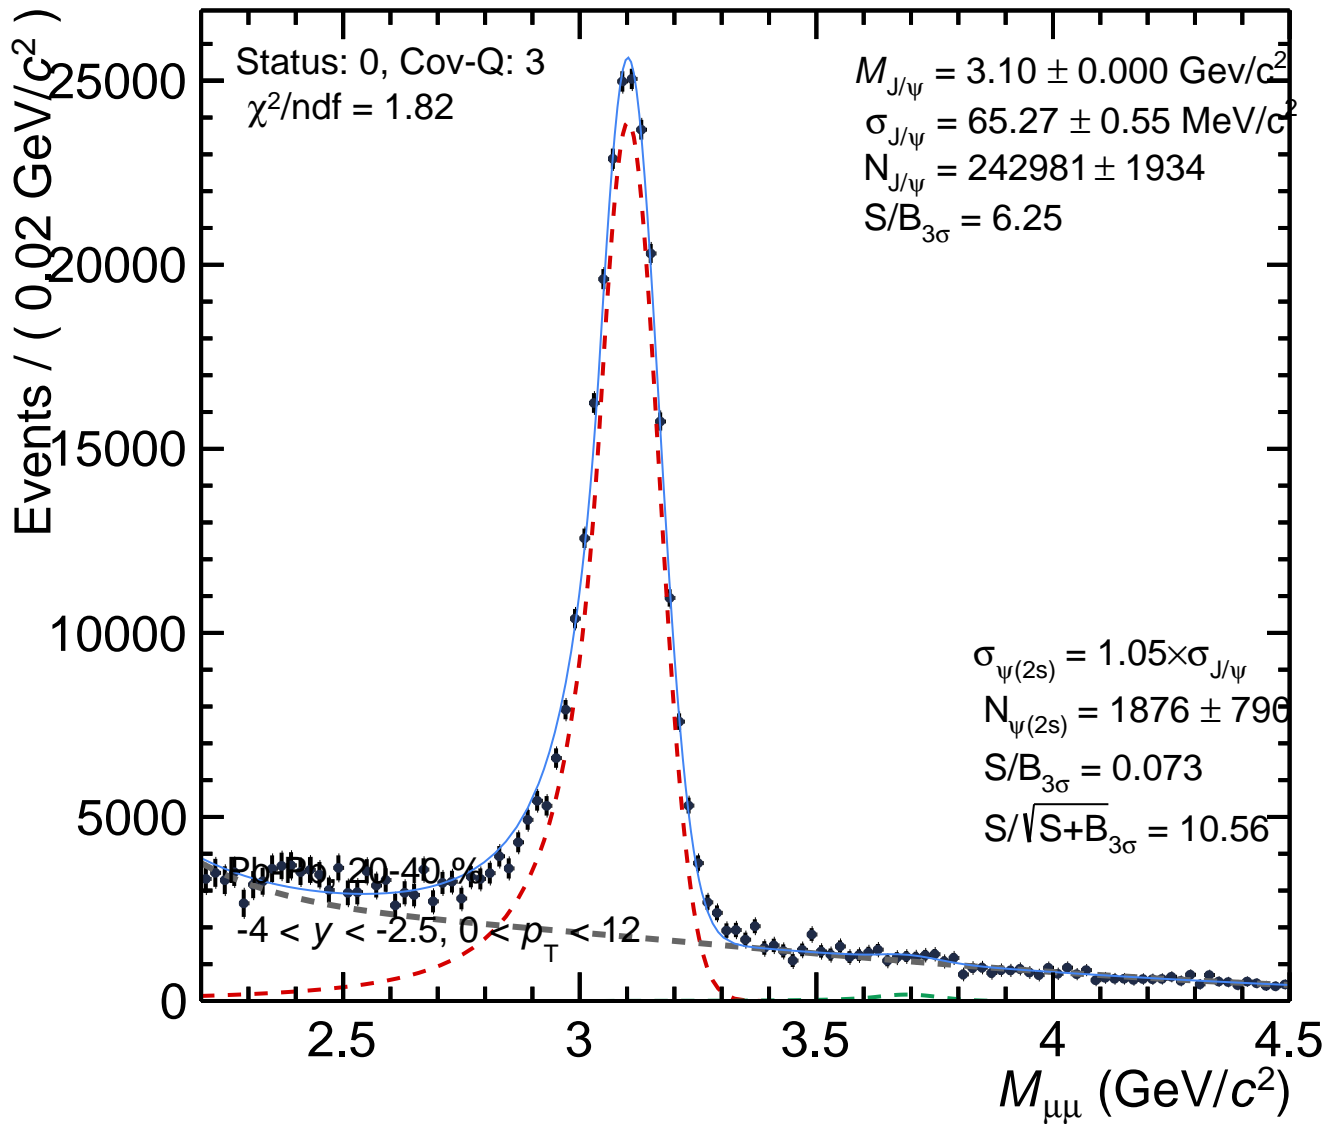 Status: 0, Cov-Q: 3
χ²/ndf = 1.82
M_J/ψ = 3.10 ± 0.000 Gev/c²
σ_J/ψ = 65.27 ± 0.55 MeV/c²
N_J/ψ = 242981 ± 1934
S/B_3σ = 6.25
σ_ψ(2s) = 1.05×σ_J/ψ
N_ψ(2s) = 1876 ± 790
S/B_3σ = 0.073
S/√S+B_3σ = 10.56
Pb-Pb, 20-40 %
-4 < y < -2.5, 0 < p_T < 12
Events / ( 0.02 GeV/c² )
25000
20000
15000
10000
5000
0
2.5 3 3.5 4 4.5
M_μμ (GeV/c²)